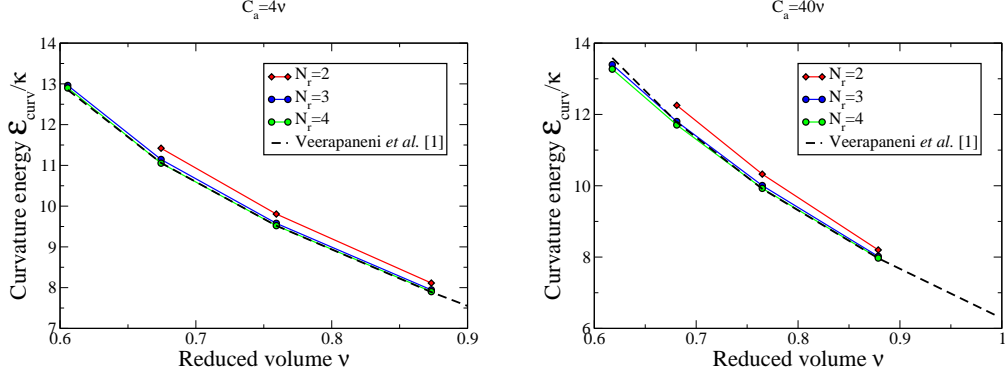 C_a=4ν
14
13
12
11
10
9
8
7
0.6 0.7 0.8 0.9
Curvature energy ℰ_curv/κ
Reduced volume ν
N_r=2
N_r=3
N_r=4
Veerapaneni et al. [1]
C_a=40ν
14
12
10
8
6
0.6 0.7 0.8 0.9 1
Curvature energy ℰ_curv/κ
Reduced volume ν
N_r=2
N_r=3
N_r=4
Veerapaneni et al. [1]